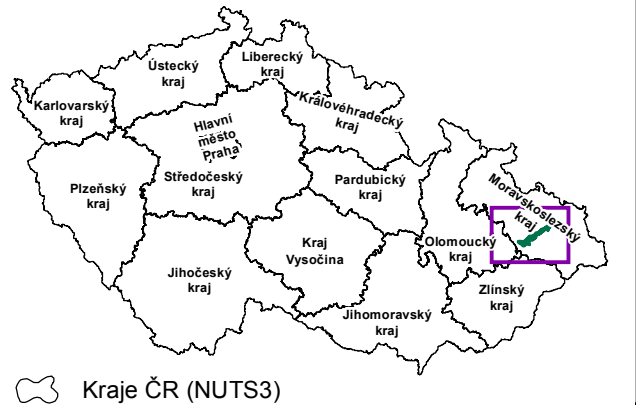 Ústecký
kraj
Liberecký
kraj
Karlovarský
kraj
Královéhradecký
kraj
Hlavní
město
Praha
Středočeský
kraj
Plzeňský
kraj
Pardubický
kraj
Moravskoslezský
kraj
Olomoucký
kraj
Kraj
Vysočina
Jihočeský
kraj
Zlínský
kraj
Jihomoravský
kraj
Kraje ČR (NUTS3)